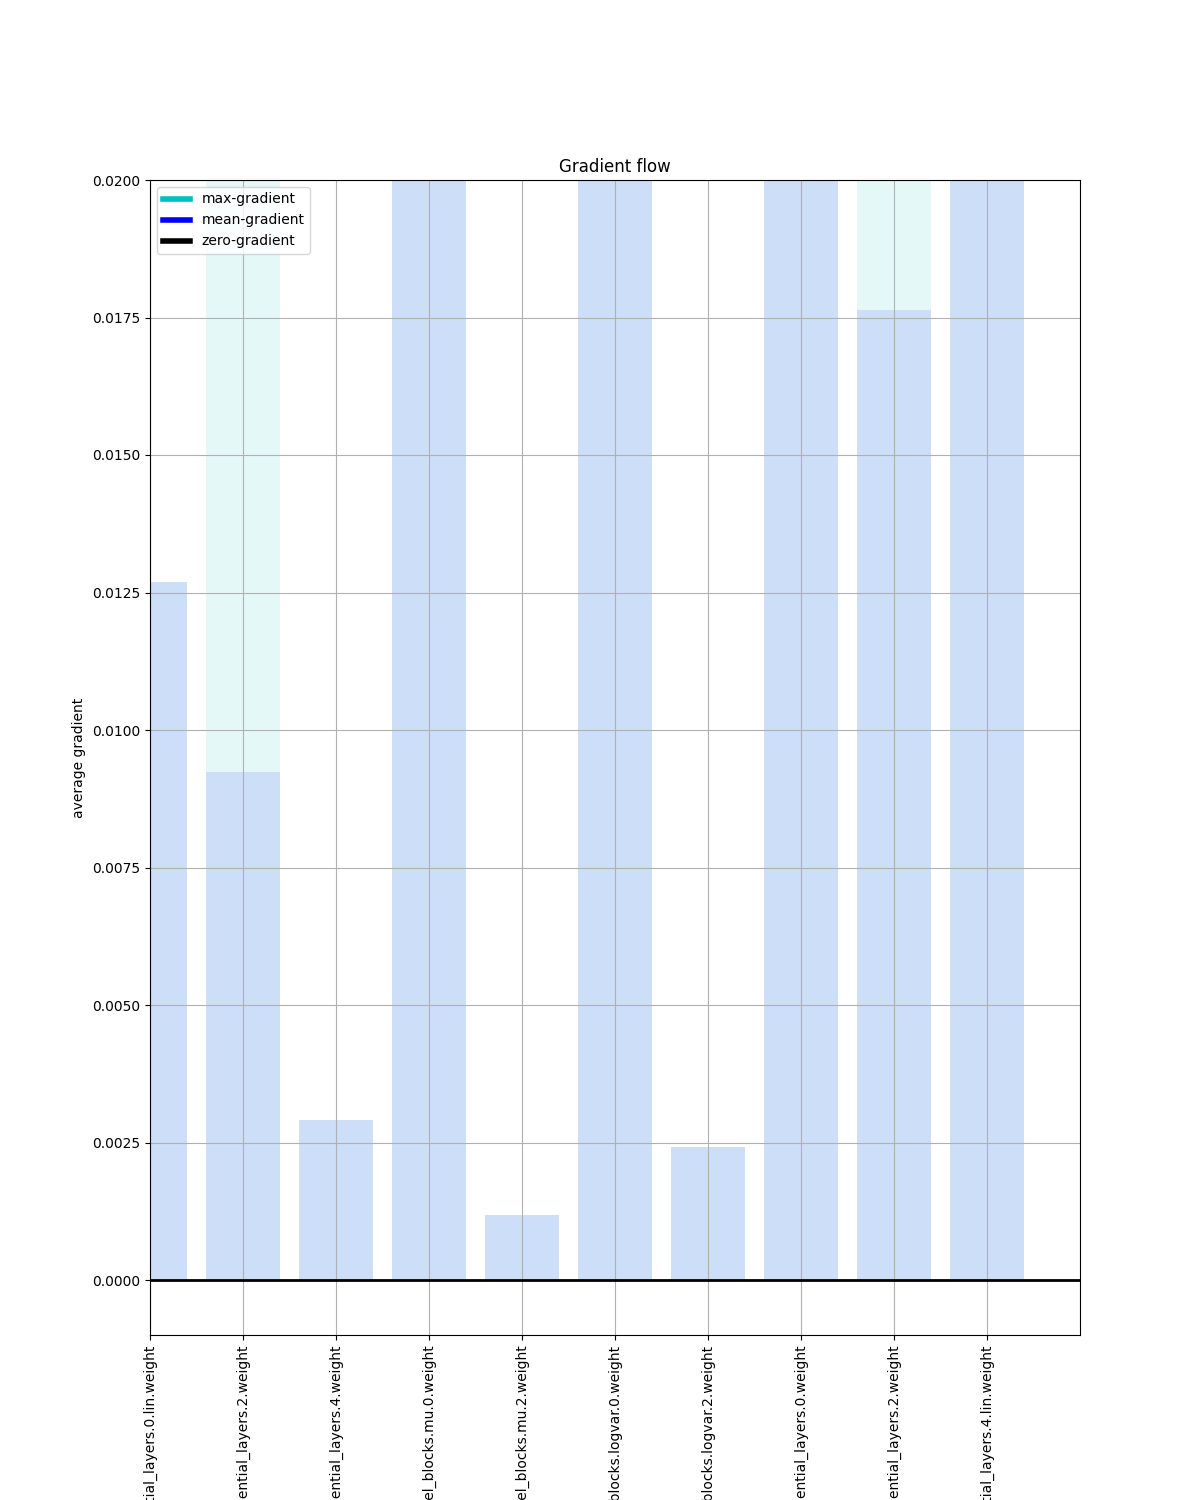 Gradient flow
max-gradient
mean-gradient
zero-gradient
0.0200
0.0175
0.0150
0.0125
0.0100
0.0075
0.0050
0.0025
0.0000
average gradient
tial_layers.0.lin.weight
ential_layers.2.weight
ential_layers.4.weight
el_blocks.mu.0.weight
el_blocks.mu.2.weight
blocks.logvar.0.weight
blocks.logvar.2.weight
ential_layers.0.weight
ential_layers.2.weight
tial_layers.4.lin.weight